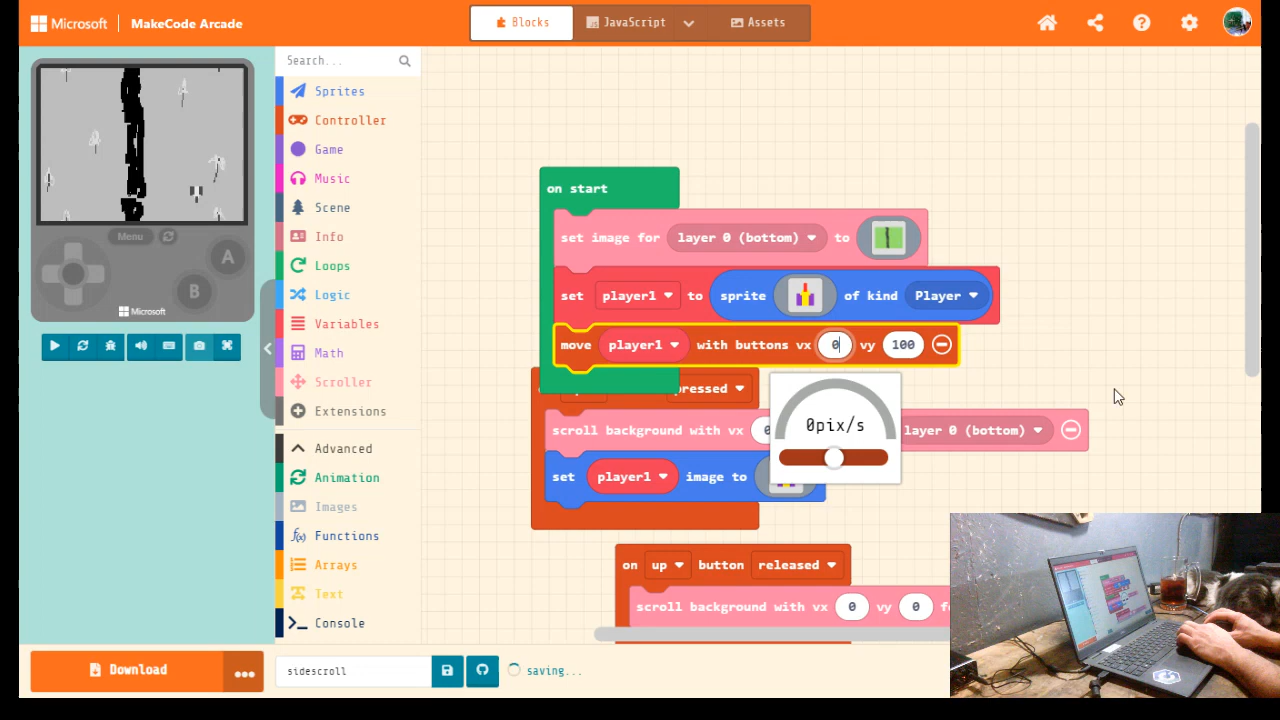 Microsoft
MakeCode Arcade
Blocks
JavaScript
Assets
Menu
A
B
Microsoft
Search...
Sprites
Controller
Game
Music
Scene
Info
Loops
Logic
Variables
Math
Scroller
Extensions
Advanced
Animation
Images
Functions
Arrays
Text
Console
on start
set image for layer 0 (bottom) to
set player1 to sprite of kind Player
move player1 with buttons vx 0 vy 100
pressed
0pix/s
scroll background with vx 0 layer 0 (bottom)
set player1 image to
on up button released
scroll background with vx 0 vy 0
Download
sidescroll
saving...